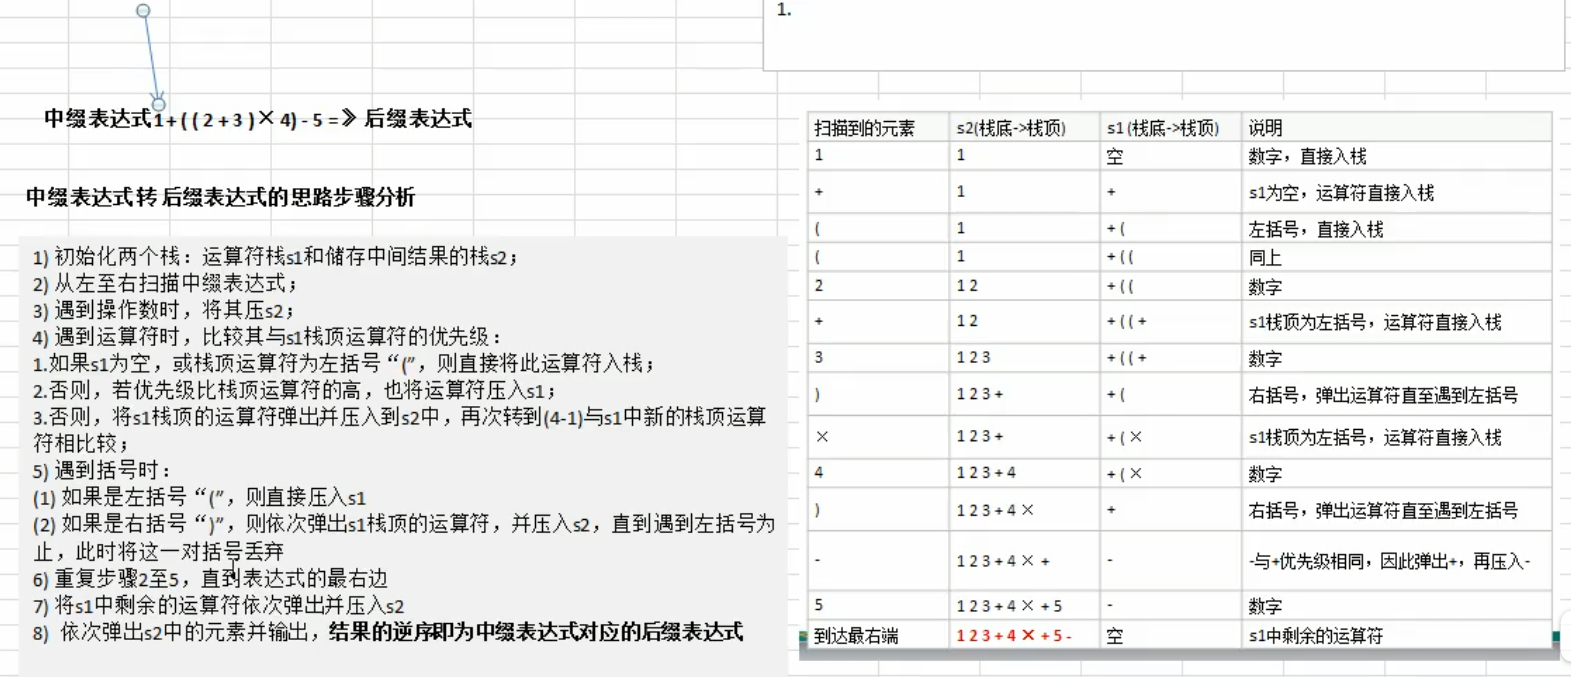 1.
中缀表达式1+((2+3)×4)-5 =》后缀表达式
中缀表达式转 后缀表达式的思路步骤分析
1) 初始化两个栈：运算符栈s1和储存中间结果的栈s2；
2) 从左至右扫描中缀表达式；
3) 遇到操作数时，将其压s2；
4) 遇到运算符时，比较其与s1栈顶运算符的优先级：
1.如果s1为空，或栈顶运算符为左括号“(”，则直接将此运算符入栈；
2.否则，若优先级比栈顶运算符的高，也将运算符压入s1；
3.否则，将s1栈顶的运算符弹出并压入到s2中，再次转到(4-1)与s1中新的栈顶运算
符相比较；
5) 遇到括号时：
(1) 如果是左括号“(”，则直接压入s1
(2) 如果是右括号“)”，则依次弹出s1栈顶的运算符，并压入s2，直到遇到左括号为
止，此时将这一对括号丢弃
6) 重复步骤2至5，直到表达式的最右边
7) 将s1中剩余的运算符依次弹出并压入s2
8) 依次弹出s2中的元素并输出，结果的逆序即为中缀表达式对应的后缀表达式
扫描到的元素 s2(栈底->栈顶) s1 (栈底->栈顶) 说明
1 1 空 数字，直接入栈
+ 1 + s1为空，运算符直接入栈
( 1 + ( 左括号，直接入栈
( 1 + ( ( 同上
2 1 2 + ( ( 数字
+ 1 2 + ( ( + s1栈顶为左括号，运算符直接入栈
3 1 2 3 + ( ( + 数字
) 1 2 3 + + ( 右括号，弹出运算符直至遇到左括号
× 1 2 3 + + ( × s1栈顶为左括号，运算符直接入栈
4 1 2 3 + 4 + ( × 数字
) 1 2 3 + 4 × + 右括号，弹出运算符直至遇到左括号
- 1 2 3 + 4 × + - -与+优先级相同，因此弹出+，再压入-
5 1 2 3 + 4 × + 5 - 数字
到达最右端 1 2 3 + 4 × + 5 - 空 s1中剩余的运算符